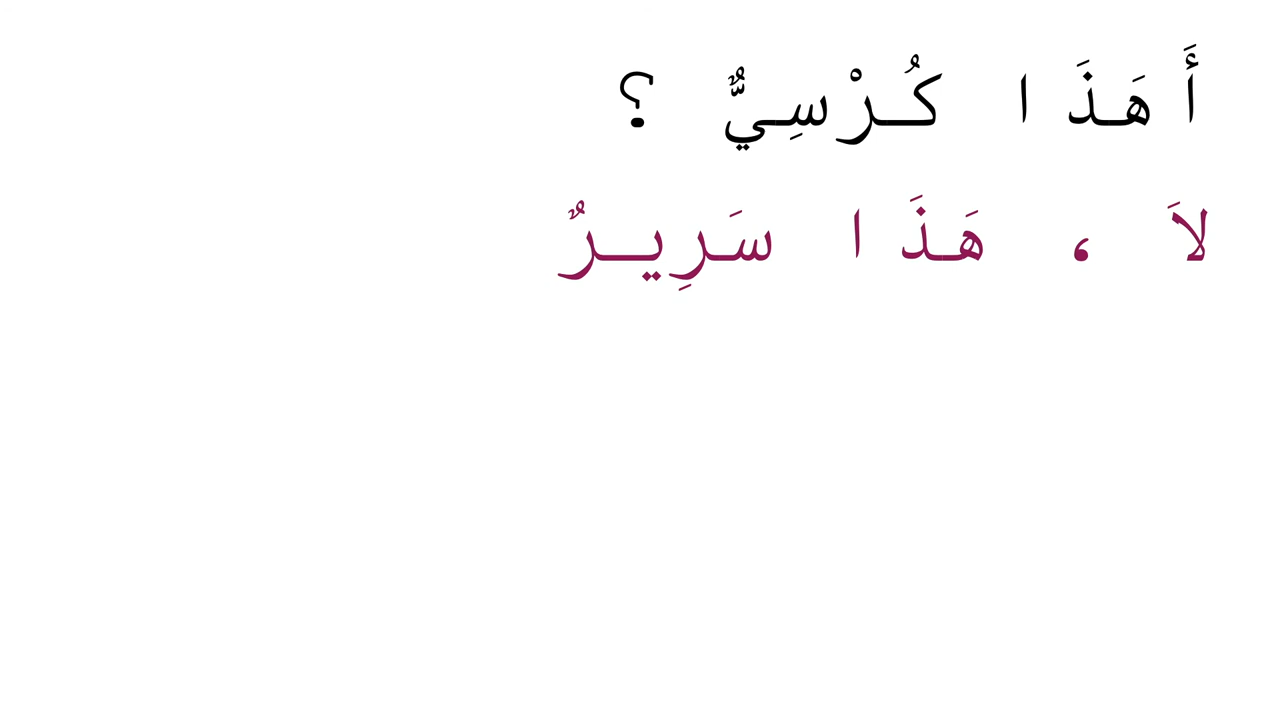 أَهَذَا كُرْسِيٌّ ؟
لاَ ، هَذَا سَرِيرٌ